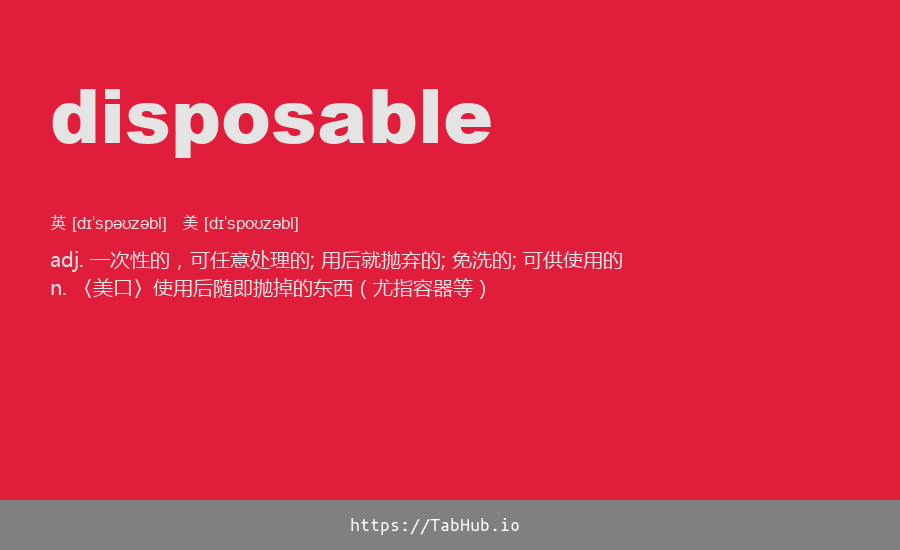 disposable
英 [dɪˈspəʊzəbl] 美 [dɪˈspoʊzəbl]
adj. 一次性的，可任意处理的; 用后就抛弃的; 免洗的; 可供使用的
n. 〈美口〉使用后随即抛掉的东西（尤指容器等）
https://TabHub.io